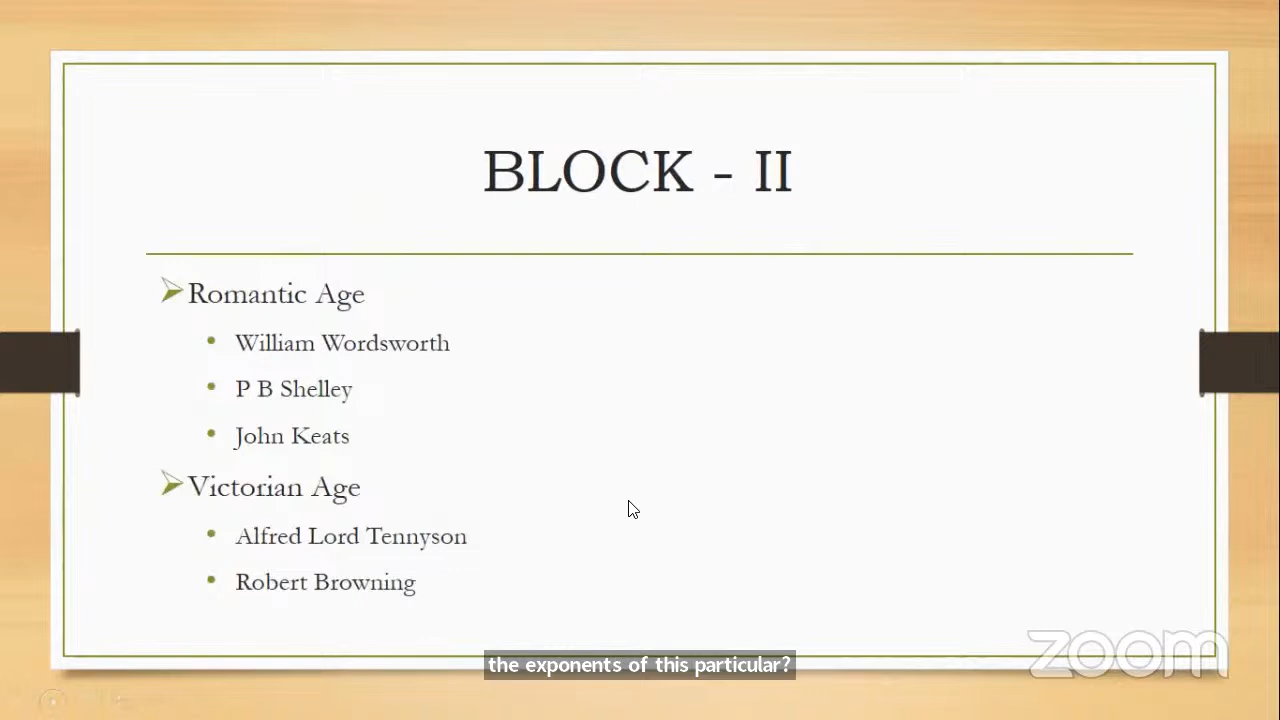 BLOCK - II
Romantic Age
William Wordsworth
P B Shelley
John Keats
Victorian Age
Alfred Lord Tennyson
Robert Browning
the exponents of this particular?
zoom